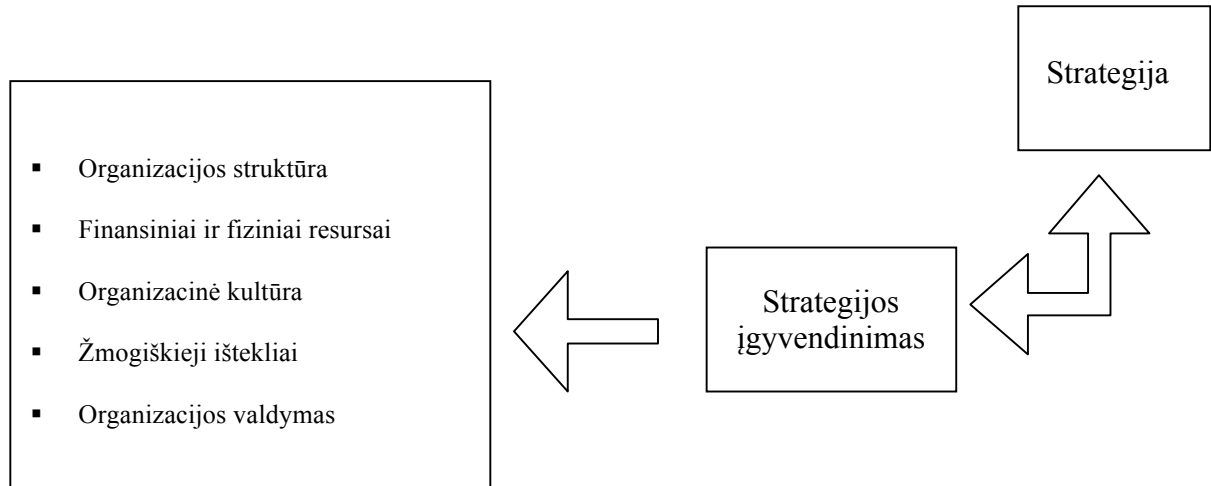 Strategija
▪ Organizacijos struktūra
▪ Finansiniai ir fiziniai resursai
▪ Organizacinė kultūra
▪ Žmogiškieji ištekliai
▪ Organizacijos valdymas
Strategijos
įgyvendinimas